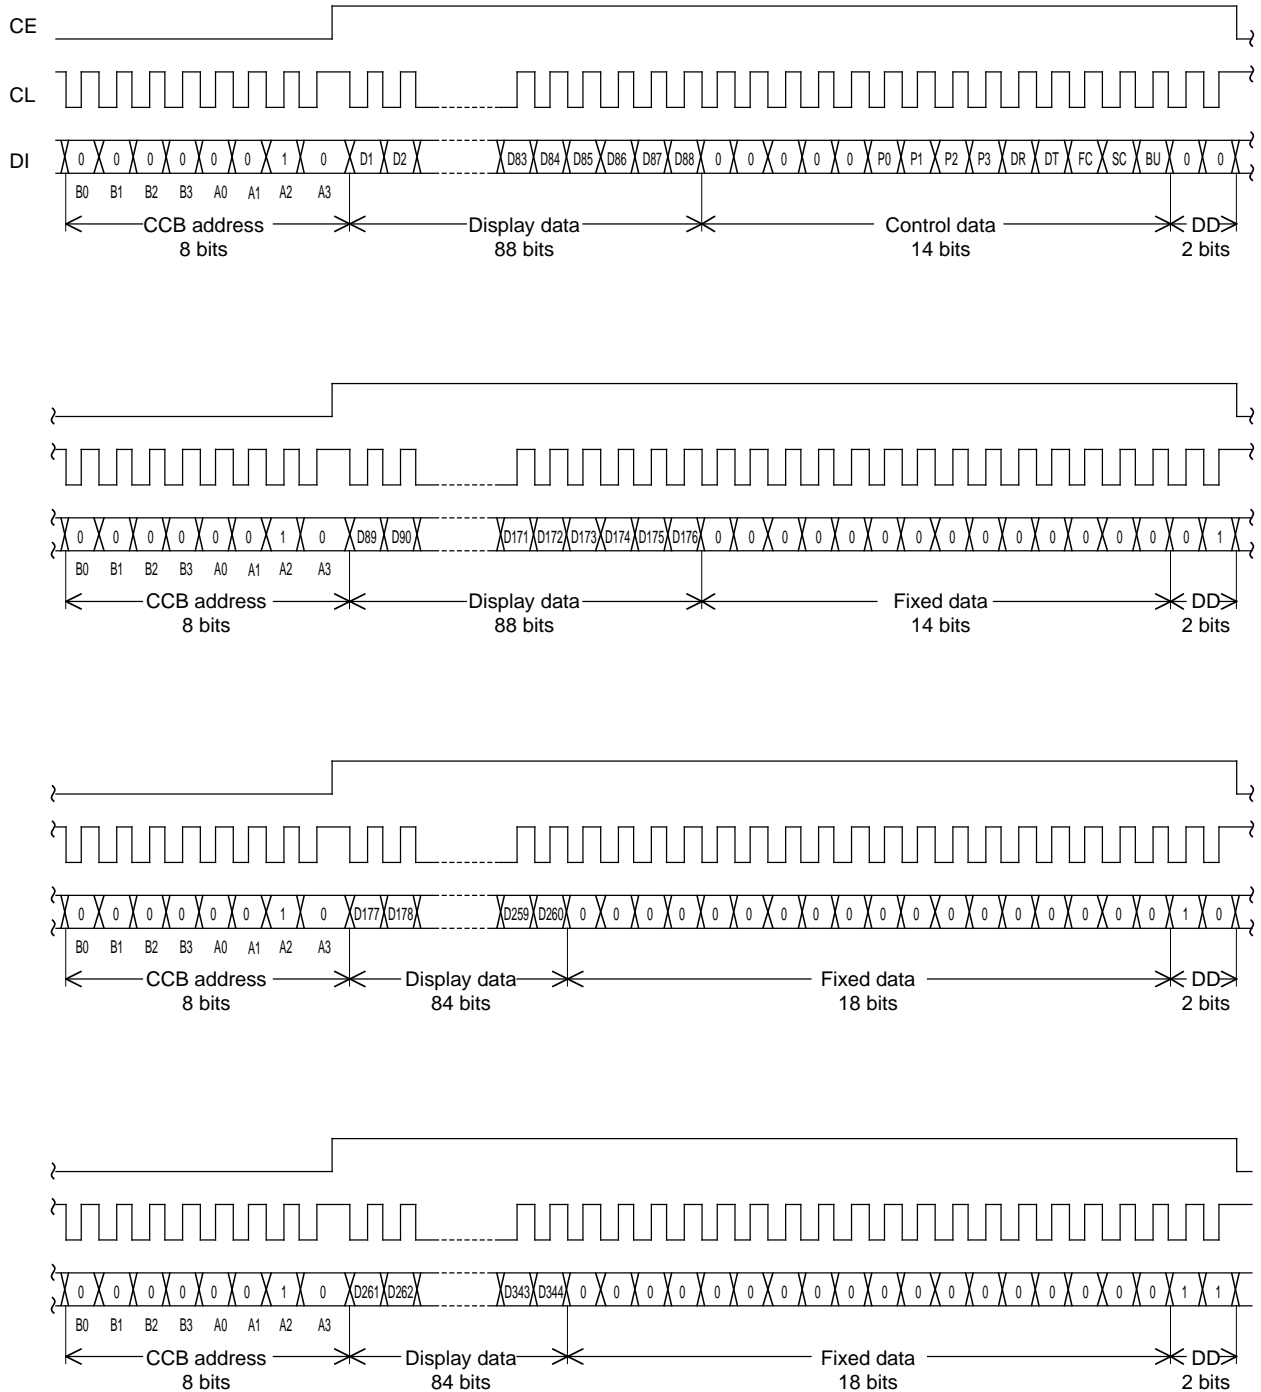 CE
CL
DI 0 0 0 0 0 0 1 0 D1 D2 D83 D84 D85 D86 D87 D88 0 0 0 0 0 P0 P1 P2 P3 DR DT FC SC BU 0 0
B0 B1 B2 B3 A0 A1 A2 A3
CCB address Display data Control data DD
8 bits 88 bits 14 bits 2 bits
0 0 0 0 0 0 1 0 D89 D90 D171 D172 D173 D174 D175 D176 0 0 0 0 0 0 0 0 0 0 0 0 0 0 0 1
B0 B1 B2 B3 A0 A1 A2 A3
CCB address Display data Fixed data DD
8 bits 88 bits 14 bits 2 bits
0 0 0 0 0 0 1 0 D177 D178 D259 D260 0 0 0 0 0 0 0 0 0 0 0 0 0 0 0 0 0 0 1 0
B0 B1 B2 B3 A0 A1 A2 A3
CCB address Display data Fixed data DD
8 bits 84 bits 18 bits 2 bits
0 0 0 0 0 0 1 0 D261 D262 D343 D344 0 0 0 0 0 0 0 0 0 0 0 0 0 0 0 0 0 0 1 1
B0 B1 B2 B3 A0 A1 A2 A3
CCB address Display data Fixed data DD
8 bits 84 bits 18 bits 2 bits